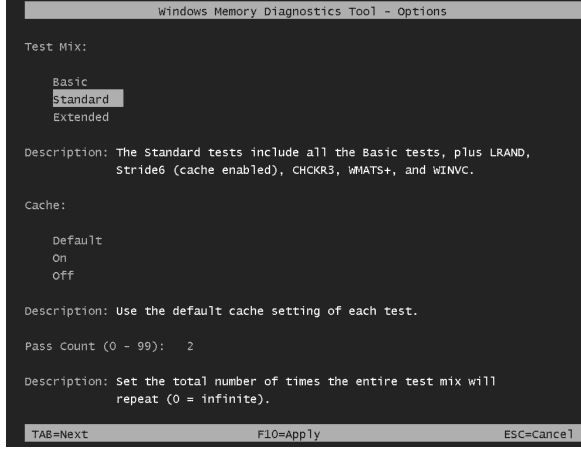 Windows Memory Diagnostics Tool - Options
Test Mix:
Basic
Standard
Extended
Description: The Standard tests include all the Basic tests, plus LRAND,
Stride6 (cache enabled), CHCKR3, WMATS+, and WINVC.
Cache:
Default
On
Off
Description: Use the default cache setting of each test.
Pass Count (0 - 99): 2
Description: Set the total number of times the entire test mix will
repeat (0 = infinite).
TAB=Next F10=Apply ESC=Cancel